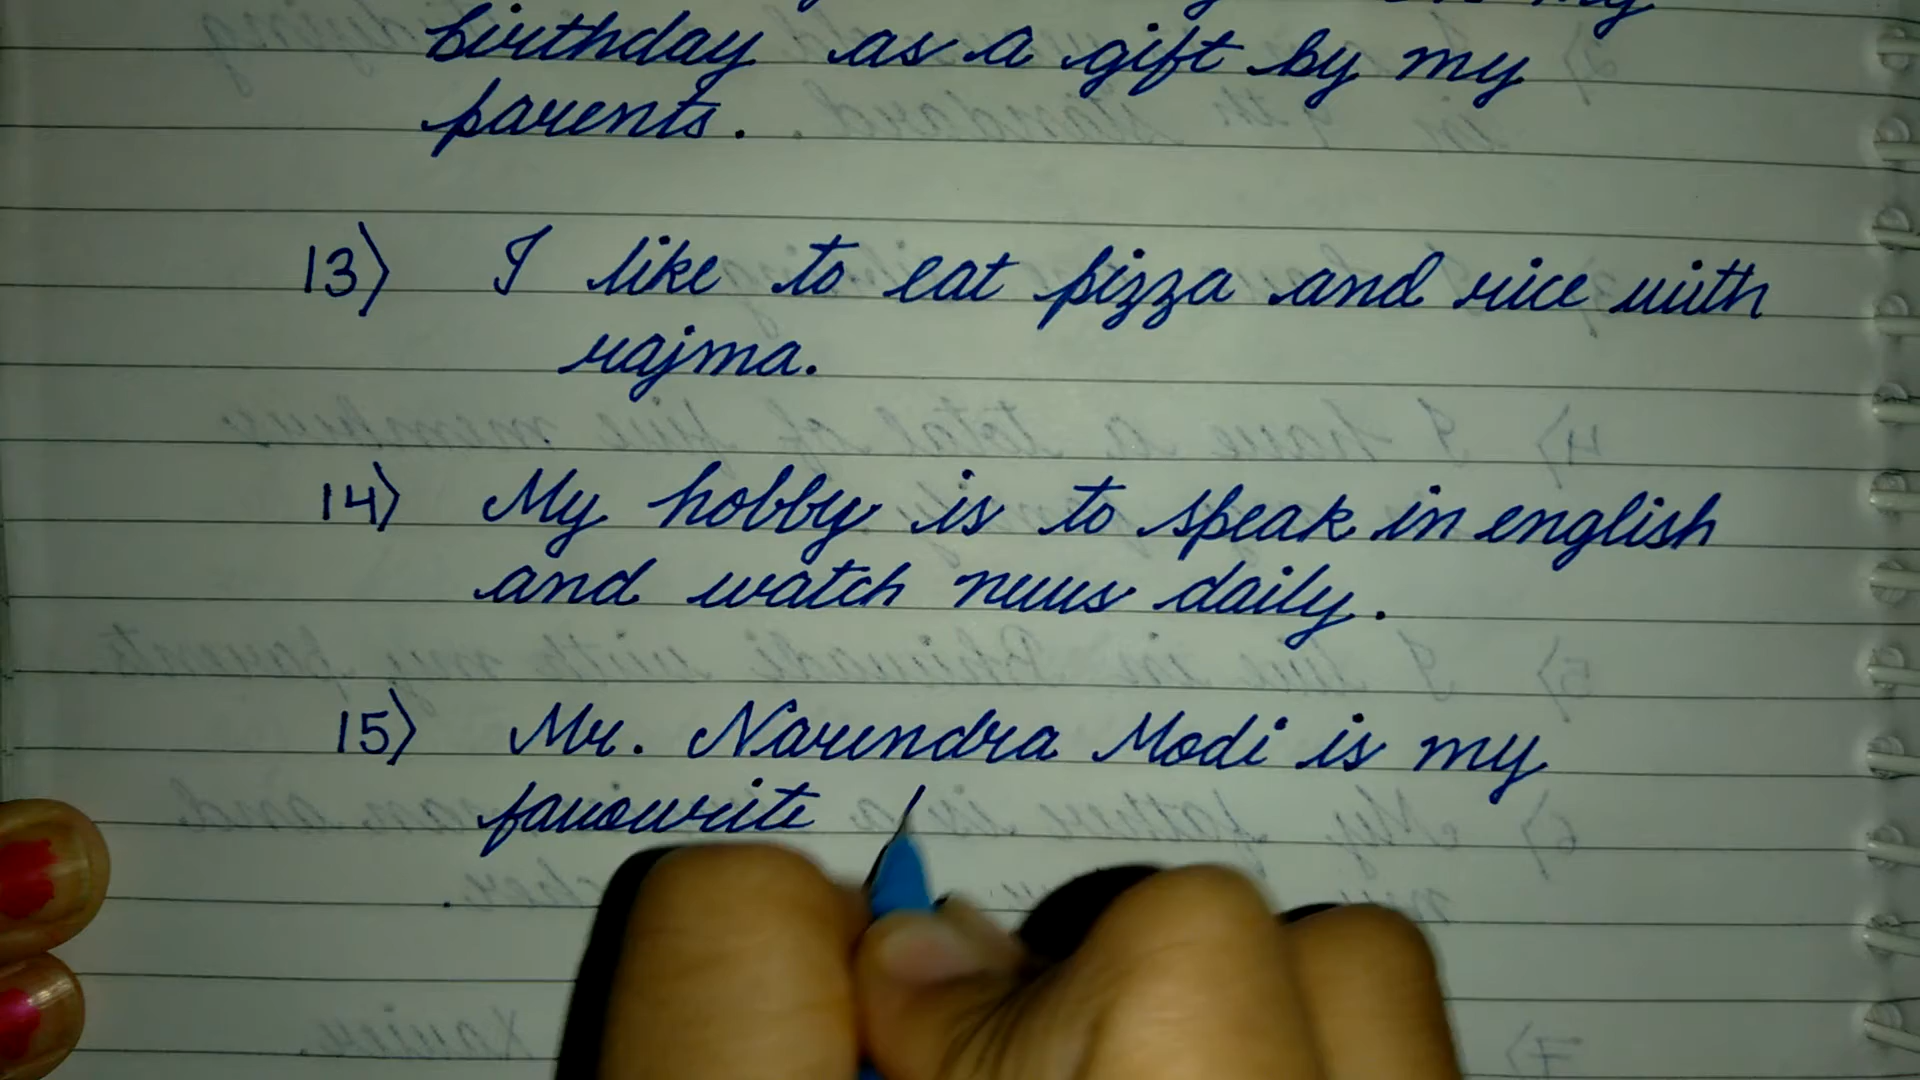 my
birthday as a gift by my
parents.
13) I like to eat pizza and rice with
rajma.
14) My hobby is to speak in english
and watch news daily.
15) Mr. Narendra Modi is my
favourite